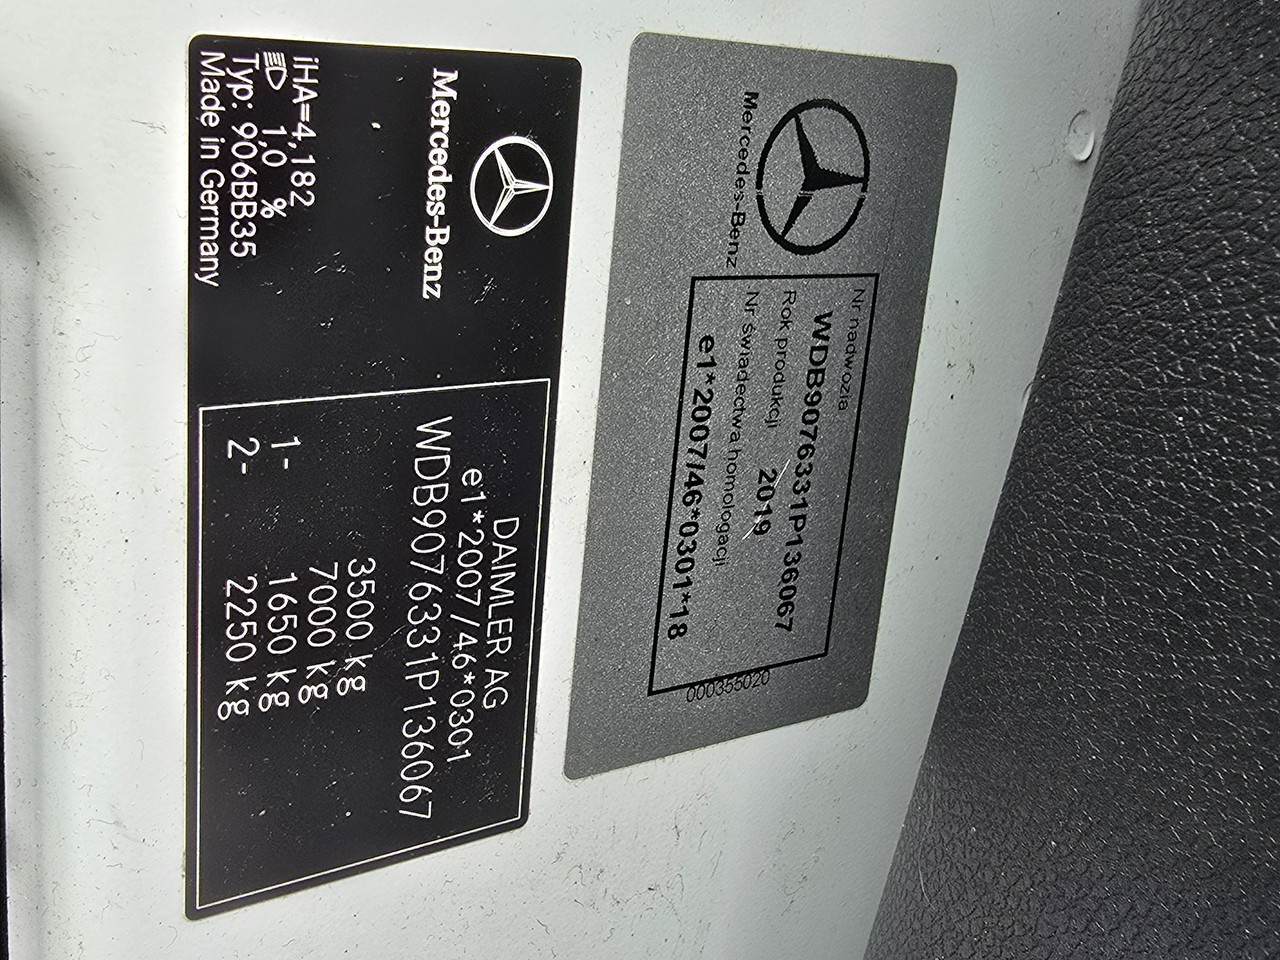 Mercedes-Benz
Nr nadwozia
WDB9076331P136067
Rok produkcji 2019
Nr świadectwa homologacji
e1*2007/46*0301*18
000355020
Mercedes-Benz
iHA=4,182
1,0 %
Typ: 906BB35
Made in Germany
DAIMLER AG
e1*2007/46*0301
WDB9076331P136067
3500 kg
7000 kg
1- 1650 kg
2- 2250 kg